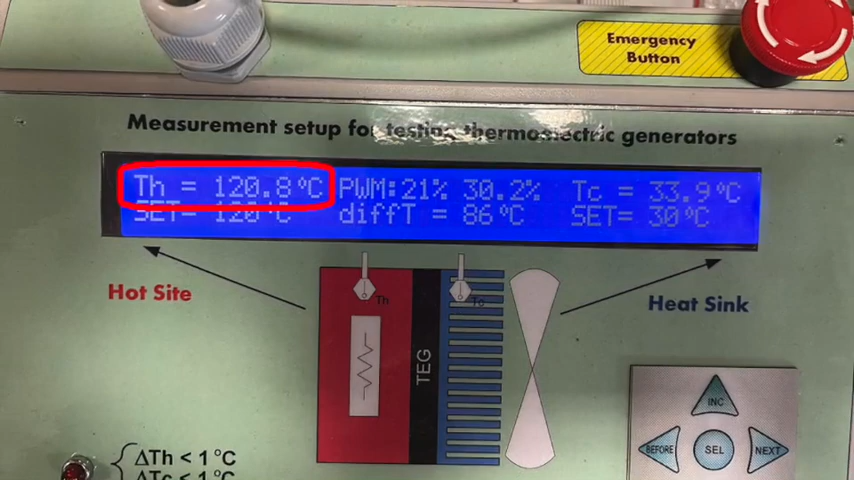 Emergency
Button
Measurement setup for testing thermoelectric generators
Th = 120.8°C PWM:21% 30.2% Tc = 33.9°C
SET= 120°C diffT = 86°C SET= 30°C
Hot Site
Heat Sink
Th
Tc
TEG
INC
BEFORE
SEL
NEXT
ΔTh < 1°C
ΔTc < 1°C